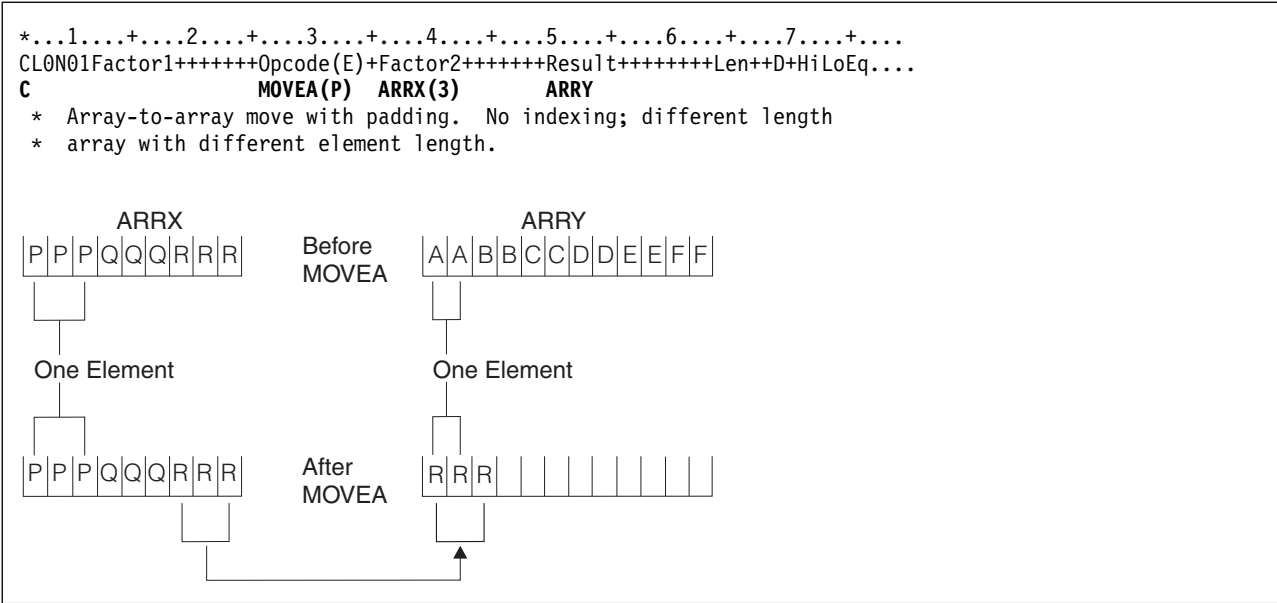 *...1....+....2....+....3....+....4....+....5....+....6....+....7....+....
CL0N01Factor1+++++++Opcode(E)+Factor2+++++++Result++++++++Len++D+HiLoEq....
C                   MOVEA(P)  ARRX(3)       ARRY
 *  Array-to-array move with padding.  No indexing; different length
 *  array with different element length.
ARRX ARRY
P P P Q Q Q R R R Before A A B B C C D D E E F F
MOVEA
One Element One Element
P P P Q Q Q R R R After R R R
MOVEA